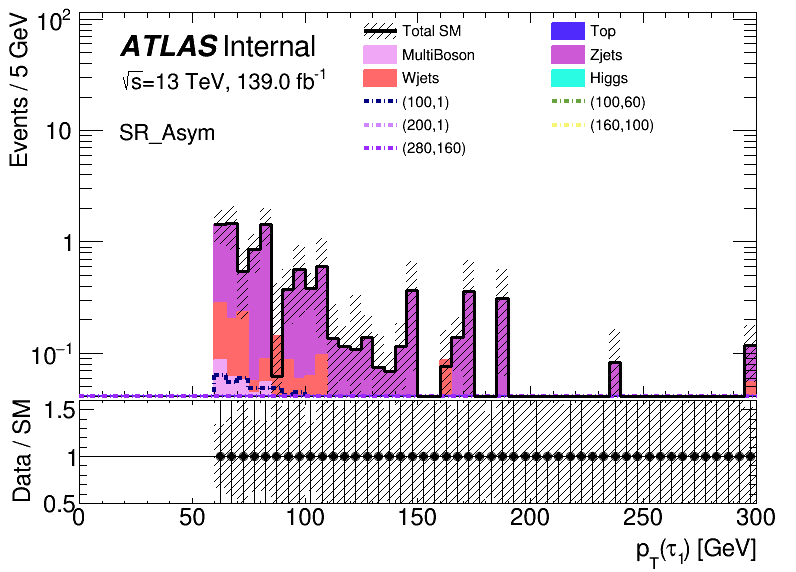 ATLAS Internal
√s=13 TeV, 139.0 fb⁻¹
SR_Asym
Total SM
MultiBoson
Wjets
(100,1)
(200,1)
(280,160)
Top
Zjets
Higgs
(100,60)
(160,100)
Events / 5 GeV
10²
10
1
10⁻¹
Data / SM
1.5
1
0.5
0 50 100 150 200 250 300
p_T(τ₁) [GeV]